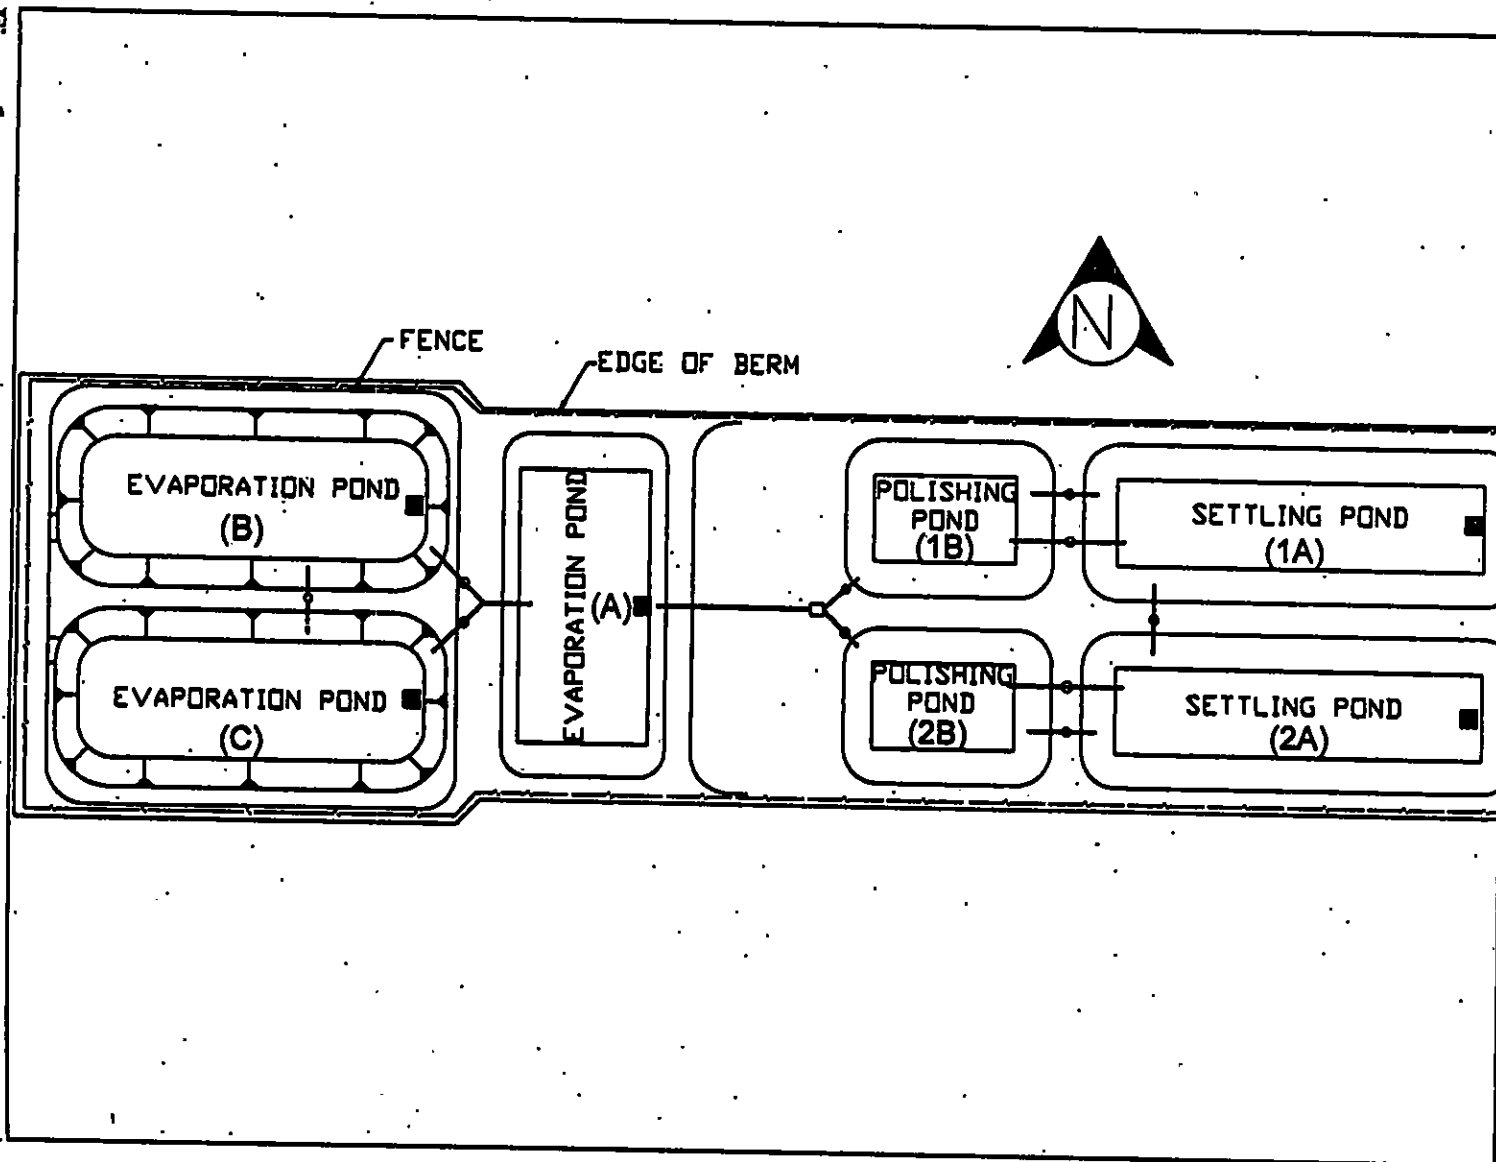 N
FENCE
EDGE OF BERM
EVAPORATION POND
(B)
EVAPORATION POND
(C)
EVAPORATION POND
(A)
POLISHING
POND
(1B)
SETTLING POND
(1A)
POLISHING
POND
(2B)
SETTLING POND
(2A)